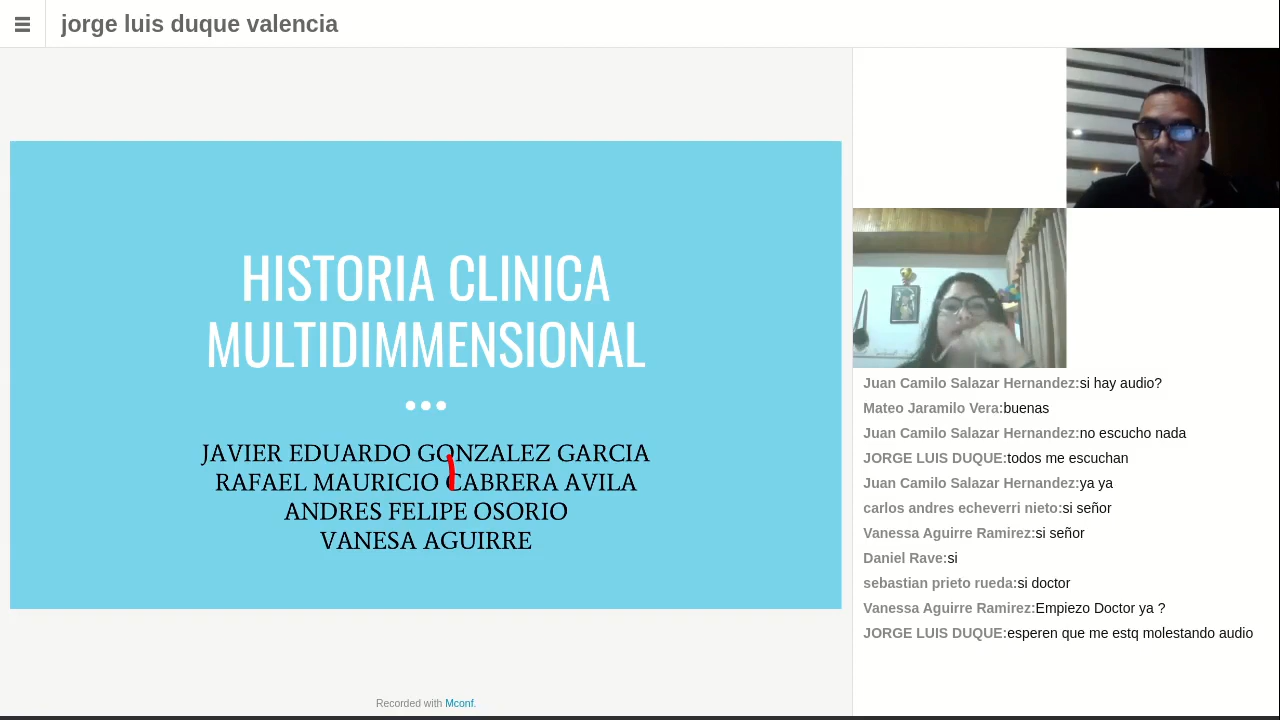 jorge luis duque valencia
HISTORIA CLINICA
MULTIDIMMENSIONAL
JAVIER EDUARDO GONZALEZ GARCIA
RAFAEL MAURICIO CABRERA AVILA
ANDRES FELIPE OSORIO
VANESA AGUIRRE
Recorded with Mconf.
Juan Camilo Salazar Hernandez:si hay audio?
Mateo Jaramilo Vera:buenas
Juan Camilo Salazar Hernandez:no escucho nada
JORGE LUIS DUQUE:todos me escuchan
Juan Camilo Salazar Hernandez:ya ya
carlos andres echeverri nieto:si señor
Vanessa Aguirre Ramirez:si señor
Daniel Rave:si
sebastian prieto rueda:si doctor
Vanessa Aguirre Ramirez:Empiezo Doctor ya ?
JORGE LUIS DUQUE:esperen que me estq molestando audio